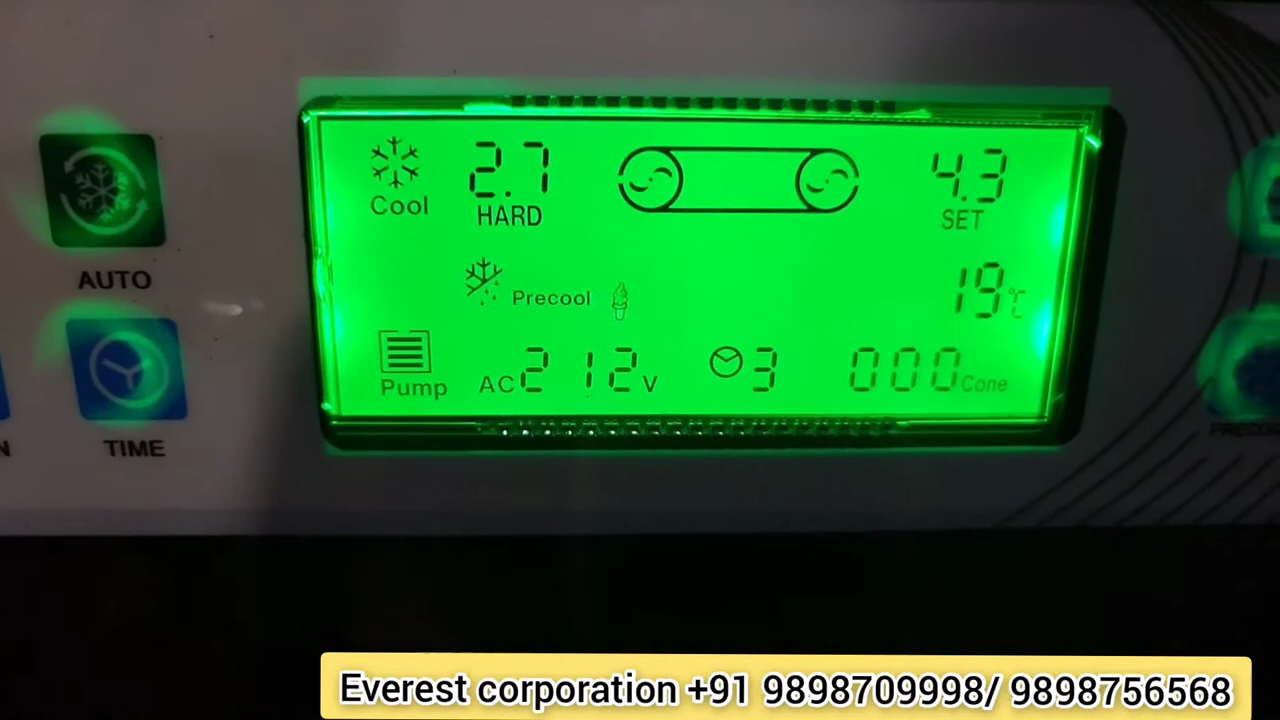 Cool 2.7 HARD 4.3 SET
Precool 19°C
Pump AC 212V 3 000 Cone
AUTO
TIME
N
Everest corporation +91 9898709998/ 9898756568